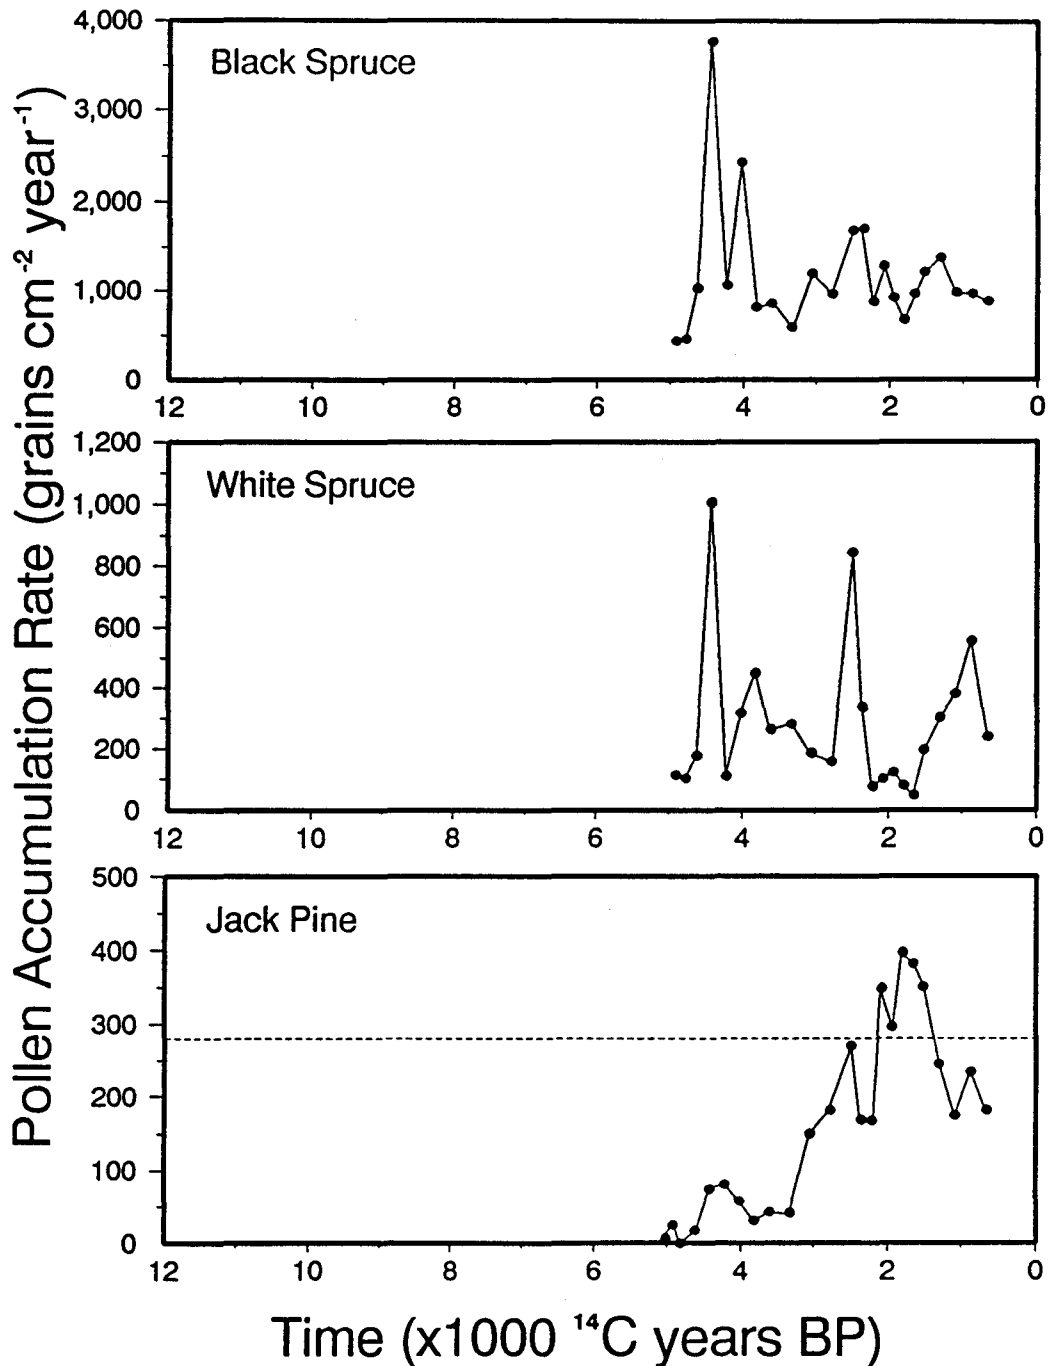 Pollen Accumulation Rate (grains cm⁻² year⁻¹)
4,000
3,000
2,000
1,000
0
Black Spruce
12 10 8 6 4 2 0
1,200
1,000
800
600
400
200
0
White Spruce
12 10 8 6 4 2 0
500
400
300
200
100
0
Jack Pine
12 10 8 6 4 2 0
Time (x1000 ¹⁴C years BP)